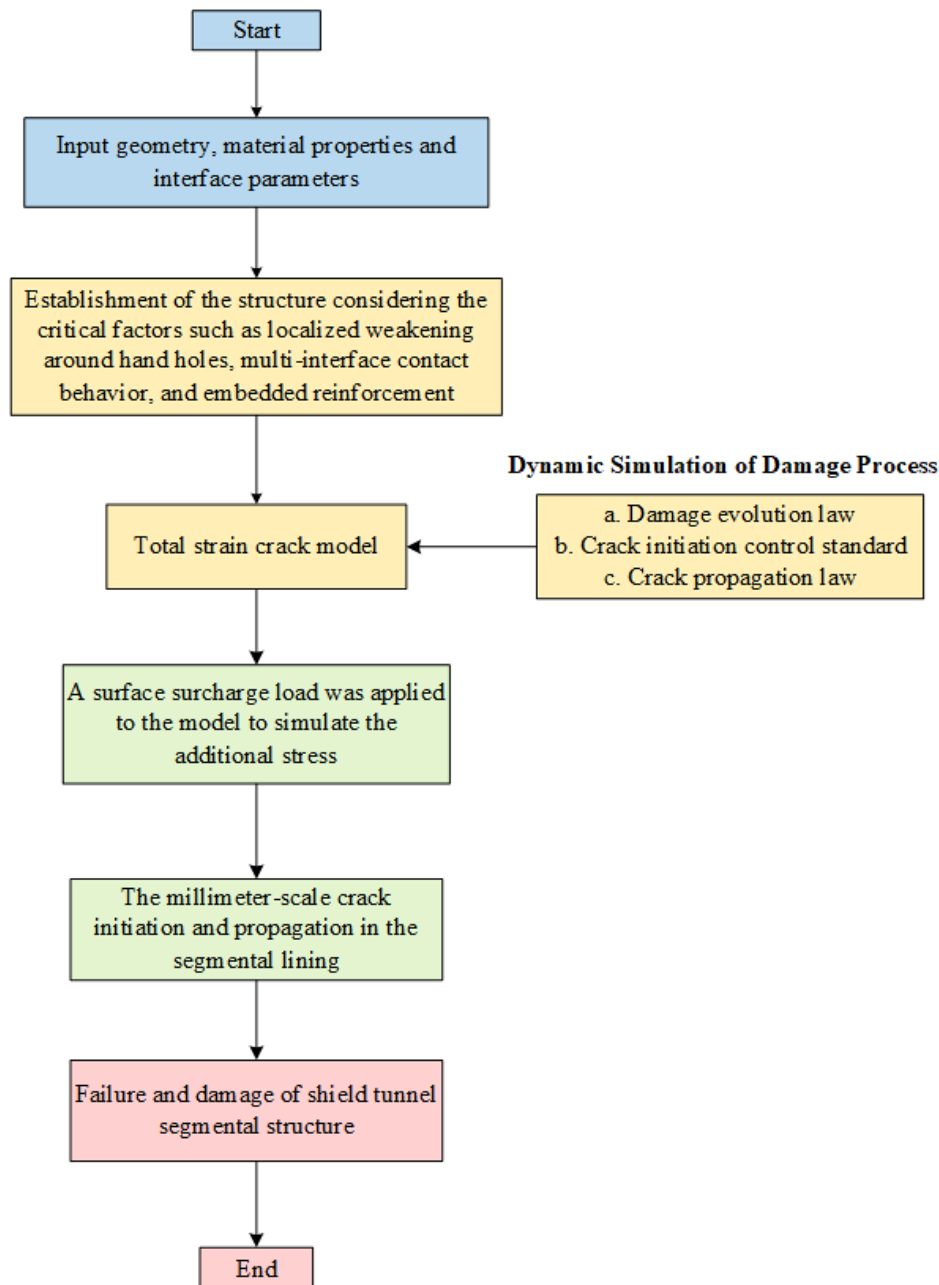 Start
Input geometry, material properties and
interface parameters
Establishment of the structure considering the
critical factors such as localized weakening
around hand holes, multi-interface contact
behavior, and embedded reinforcement
Dynamic Simulation of Damage Process
a. Damage evolution law
b. Crack initiation control standard
c. Crack propagation law
Total strain crack model
A surface surcharge load was applied
to the model to simulate the
additional stress
The millimeter-scale crack
initiation and propagation in the
segmental lining
Failure and damage of shield tunnel
segmental structure
End